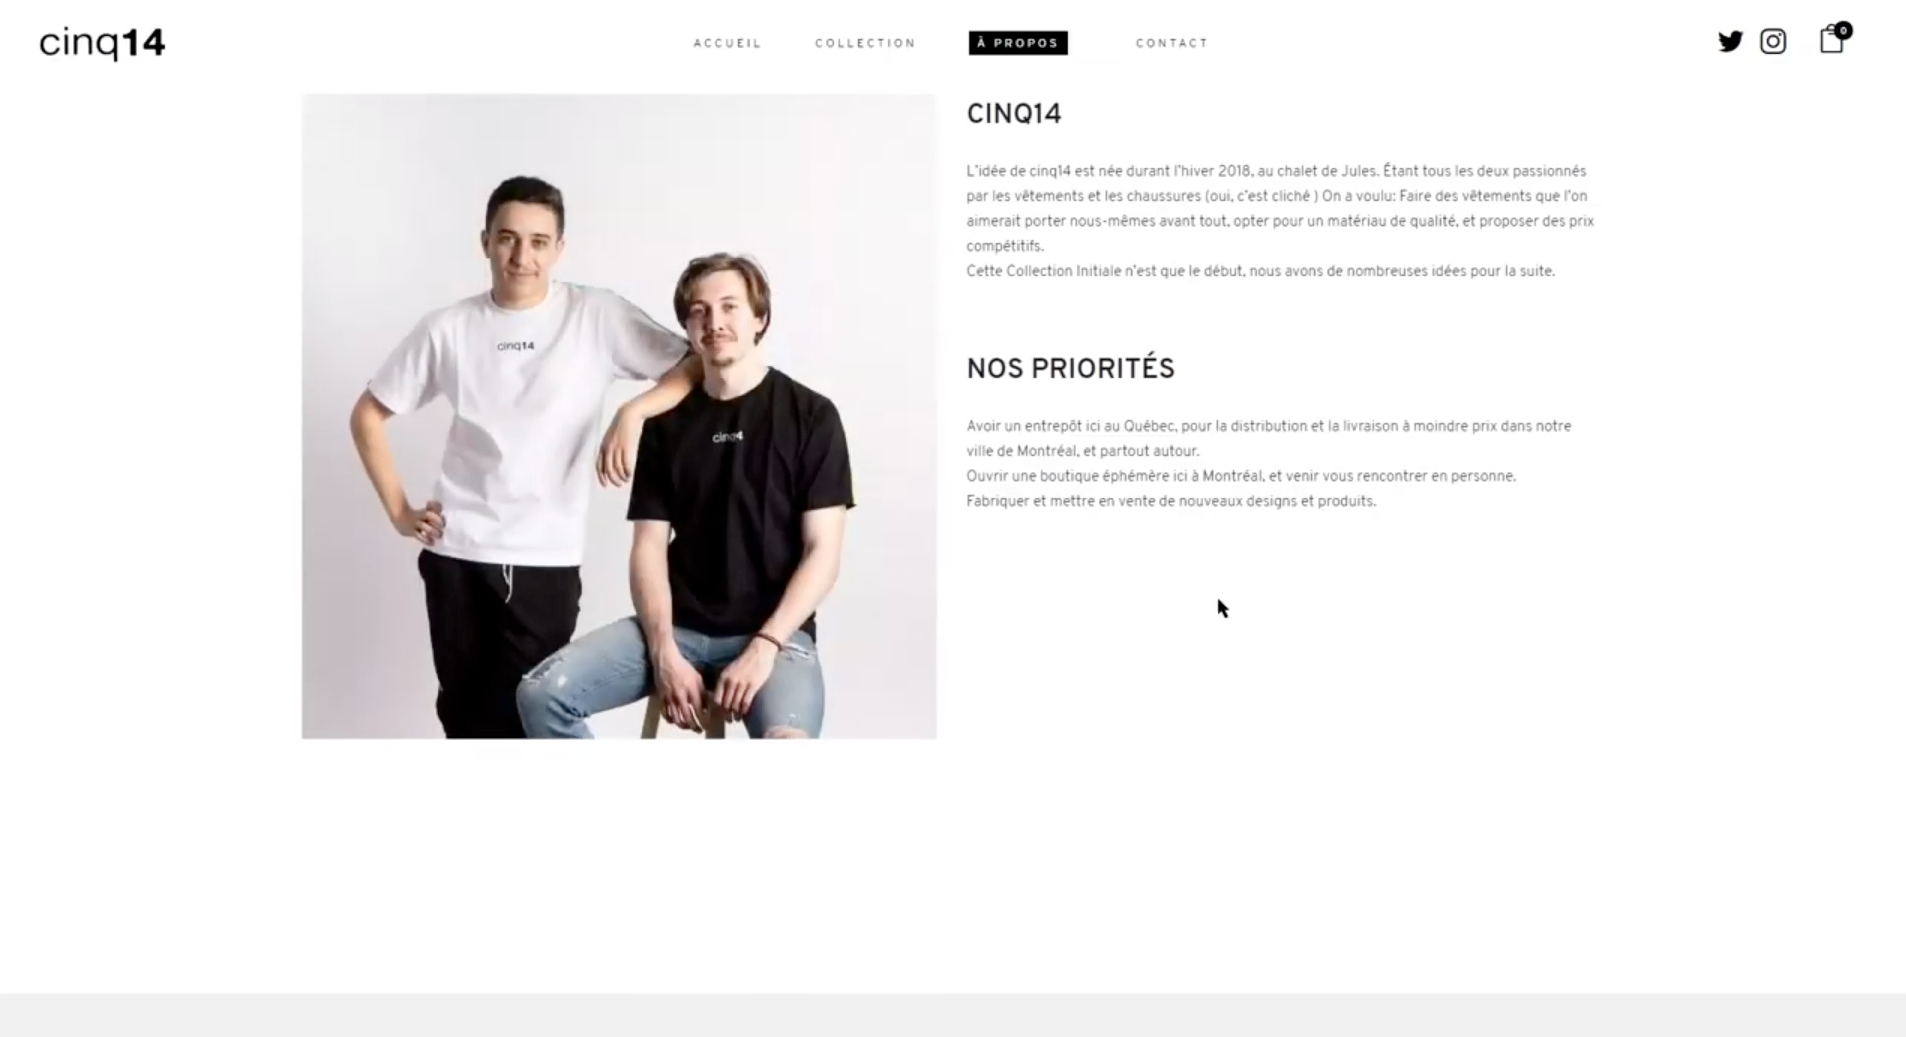 cinq14
ACCUEIL
COLLECTION
À PROPOS
CONTACT
0
cinq14
cinq4
CINQ14
L'idée de cinq14 est née durant l'hiver 2018, au chalet de Jules. Étant tous les deux passionnés
par les vêtements et les chaussures (oui, c'est cliché ) On a voulu: Faire des vêtements que l'on
aimerait porter nous-mêmes avant tout, opter pour un matériau de qualité, et proposer des prix
compétitifs.
Cette Collection Initiale n'est que le début, nous avons de nombreuses idées pour la suite.
NOS PRIORITÉS
Avoir un entrepôt ici au Québec, pour la distribution et la livraison à moindre prix dans notre
ville de Montréal, et partout autour.
Ouvrir une boutique éphémère ici à Montréal, et venir vous rencontrer en personne.
Fabriquer et mettre en vente de nouveaux designs et produits.